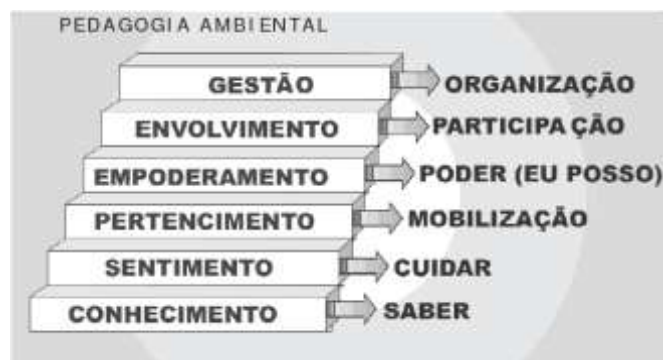 PEDAGOGIA AMBIENTAL
GESTÃO ORGANIZAÇÃO
ENVOLVIMENTO PARTICIPAÇÃO
EMPODERAMENTO PODER (EU POSSO)
PERTENCIMENTO MOBILIZAÇÃO
SENTIMENTO CUIDAR
CONHECIMENTO SABER